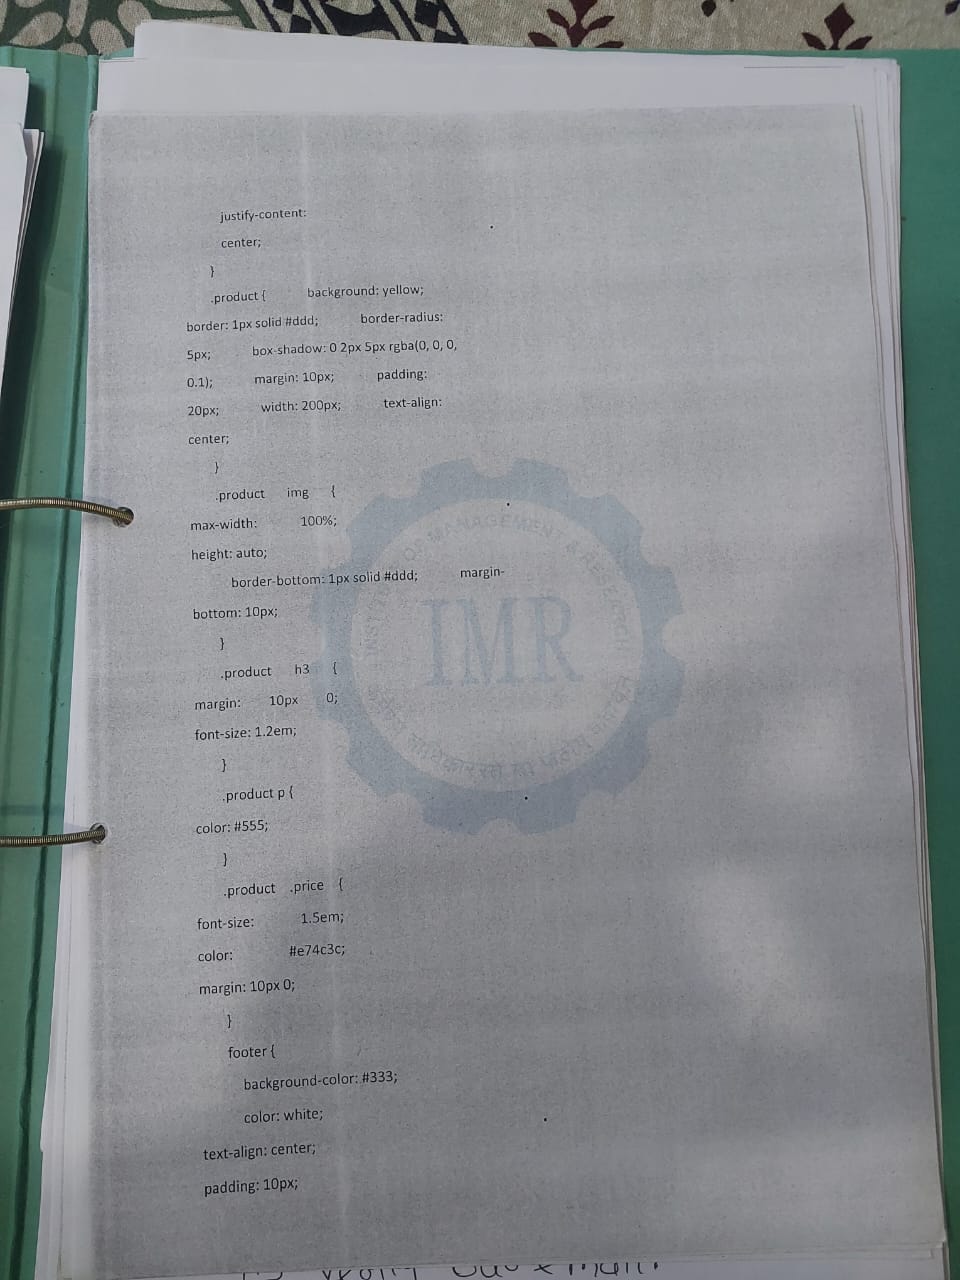 justify-content:
center;
}
.product { background: yellow;
border: 1px solid #ddd; border-radius:
5px; box-shadow: 0 2px 5px rgba(0, 0, 0,
0.1); margin: 10px; padding:
20px; width: 200px; text-align:
center;
}
.product img {
max-width: 100%;
height: auto;
border-bottom: 1px solid #ddd; margin-
bottom: 10px;
}
.product h3 {
margin: 10px 0;
font-size: 1.2em;
}
.product p {
color: #555;
}
.product .price {
font-size: 1.5em;
color: #e74c3c;
margin: 10px 0;
}
footer {
background-color: #333;
color: white;
text-align: center;
padding: 10px;
IMR
MANAGEMENT &